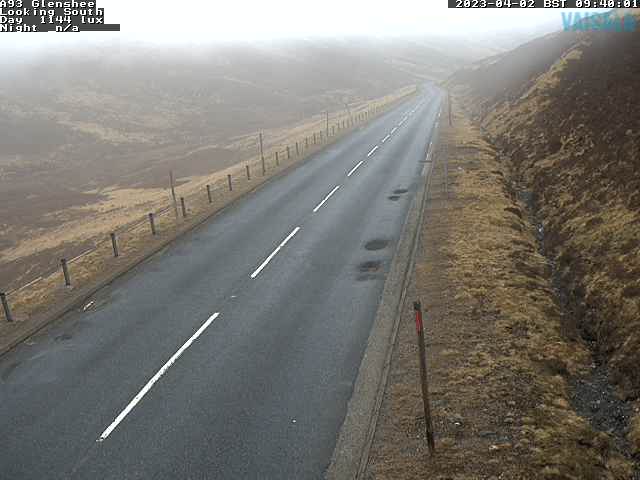 A93 Glenshee
Looking South
Day 1144 lux
Night n/a
2023-04-02 BST 09:40:01
VAISALA